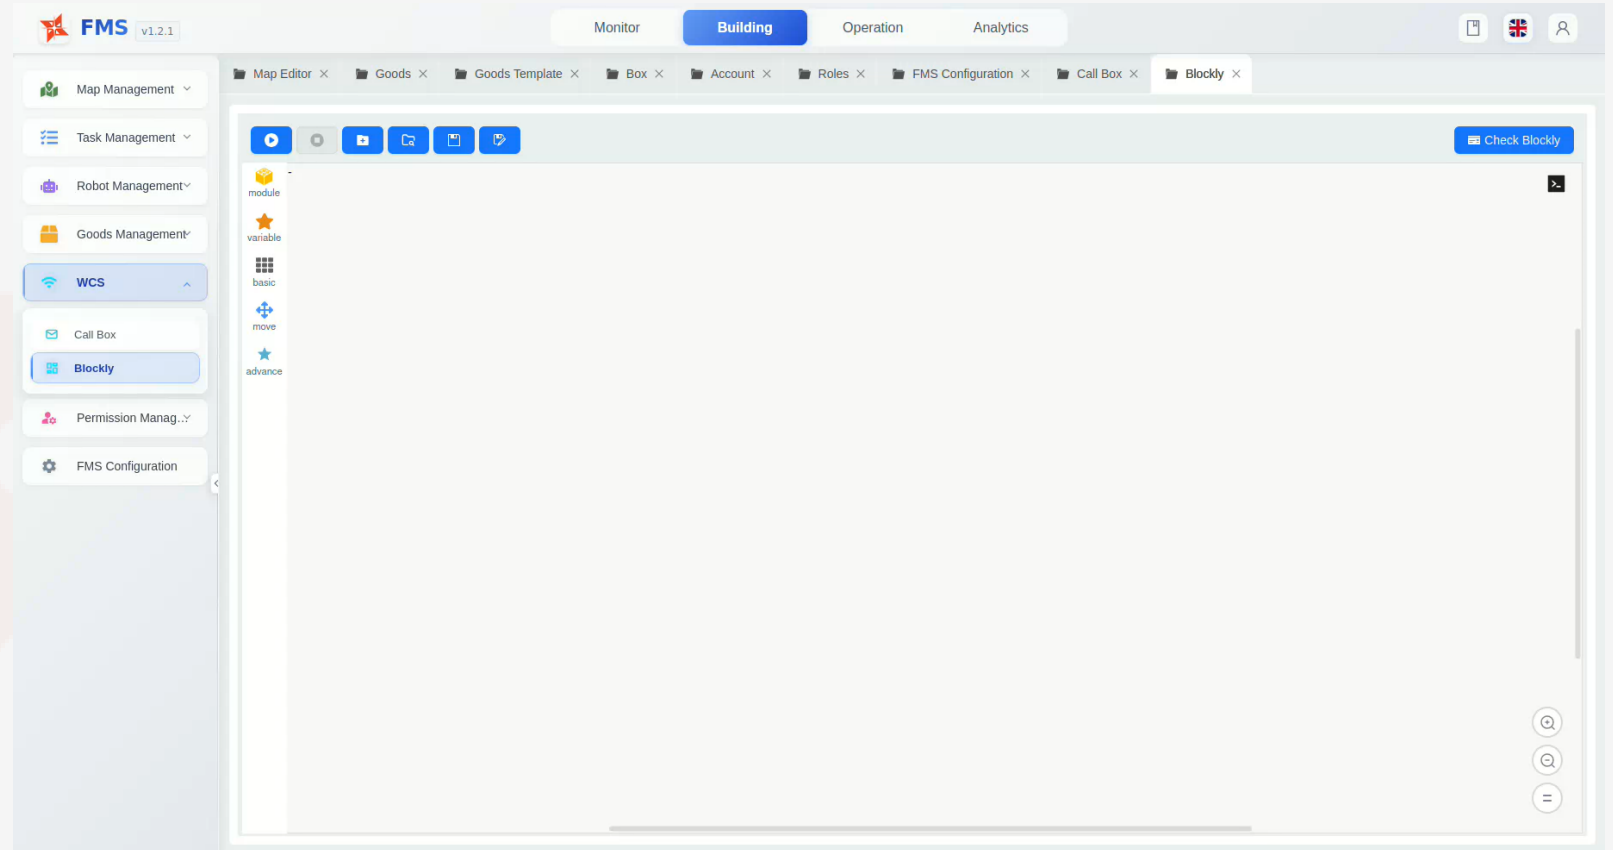 FMS v1.2.1
Monitor Building Operation Analytics
Map Editor Goods Goods Template Box Account Roles FMS Configuration Call Box Blockly
Map Management
Task Management
Robot Management
Goods Management
WCS
Call Box
Blockly
Permission Manag...
FMS Configuration
Check Blockly
module
variable
basic
move
advance